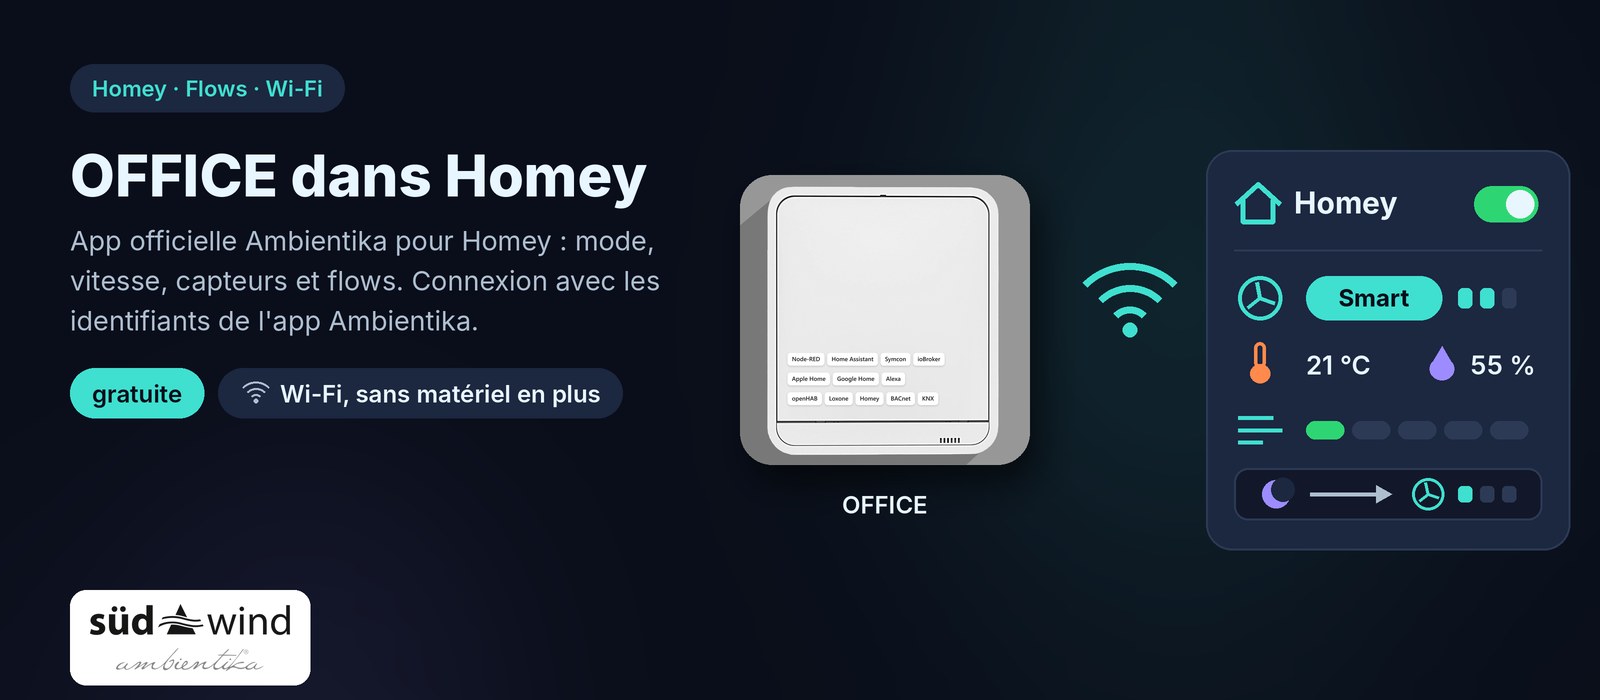 Homey · Flows · Wi-Fi
OFFICE dans Homey
App officielle Ambientika pour Homey : mode,
vitesse, capteurs et flows. Connexion avec les
identifiants de l'app Ambientika.
gratuite
Wi-Fi, sans matériel en plus
Node-RED Home Assistant Symcon ioBroker
Apple Home Google Home Alexa
openHAB Loxone Homey BACnet KNX
OFFICE
Homey
Smart
21 °C 55 %
süd wind
ambientika®